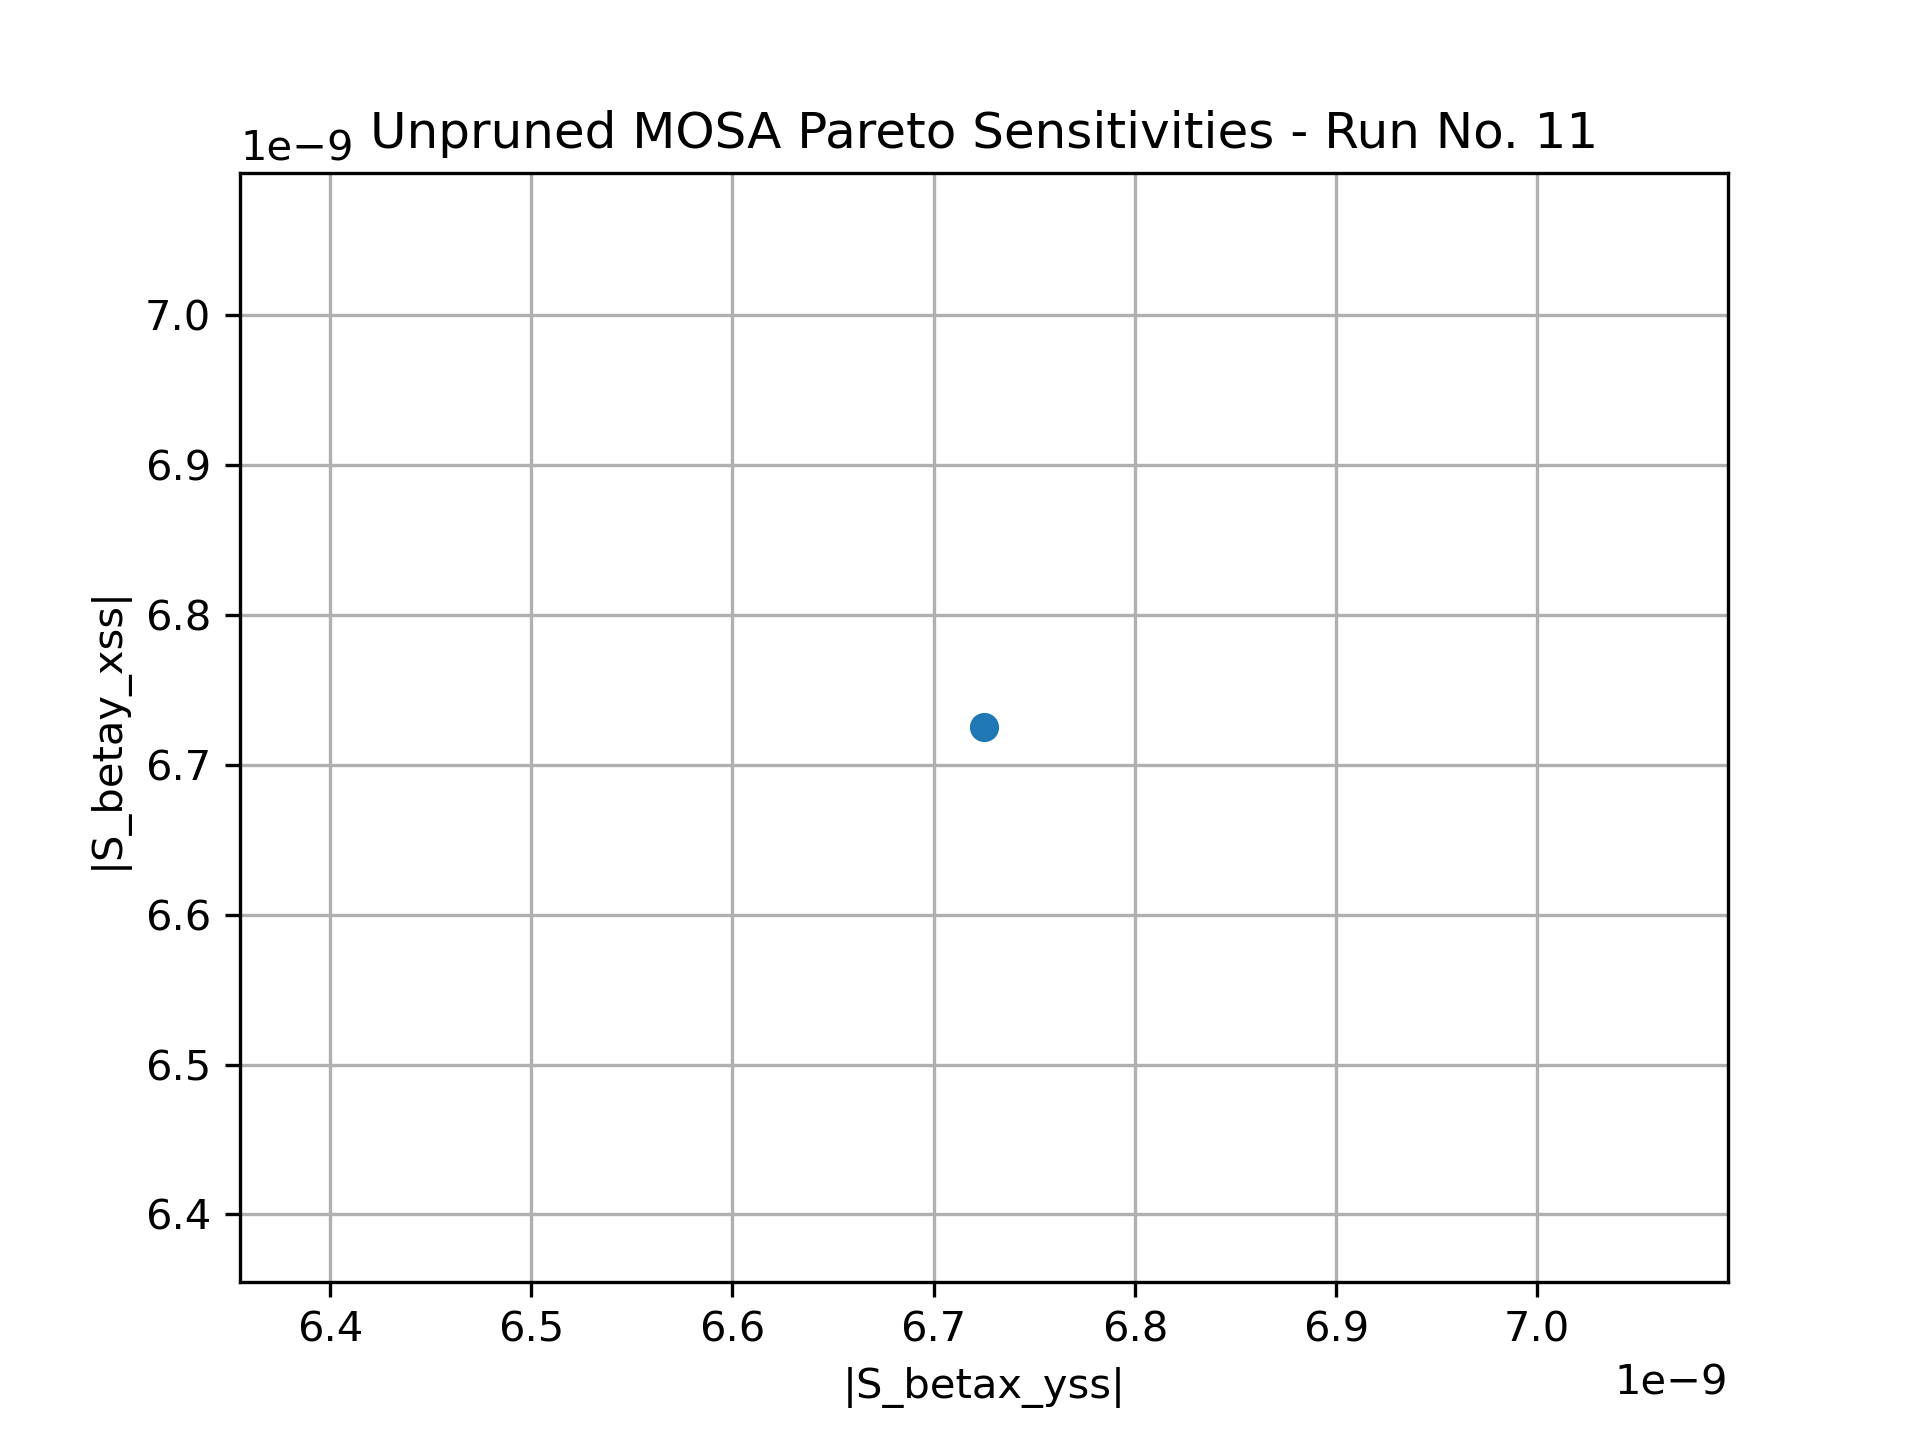 Unpruned MOSA Pareto Sensitivities - Run No. 11
1e−9
7.0
6.9
6.8
6.7
6.6
6.5
6.4
|S_betay_xss|
6.4 6.5 6.6 6.7 6.8 6.9 7.0
1e−9
|S_betax_yss|